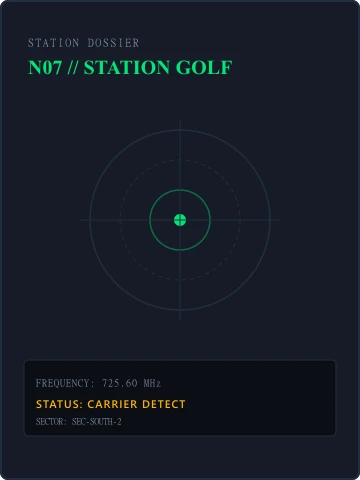 STATION DOSSIER
N07 // STATION GOLF
FREQUENCY: 725.60 MHz
STATUS: CARRIER DETECT
SECTOR: SEC-SOUTH-2